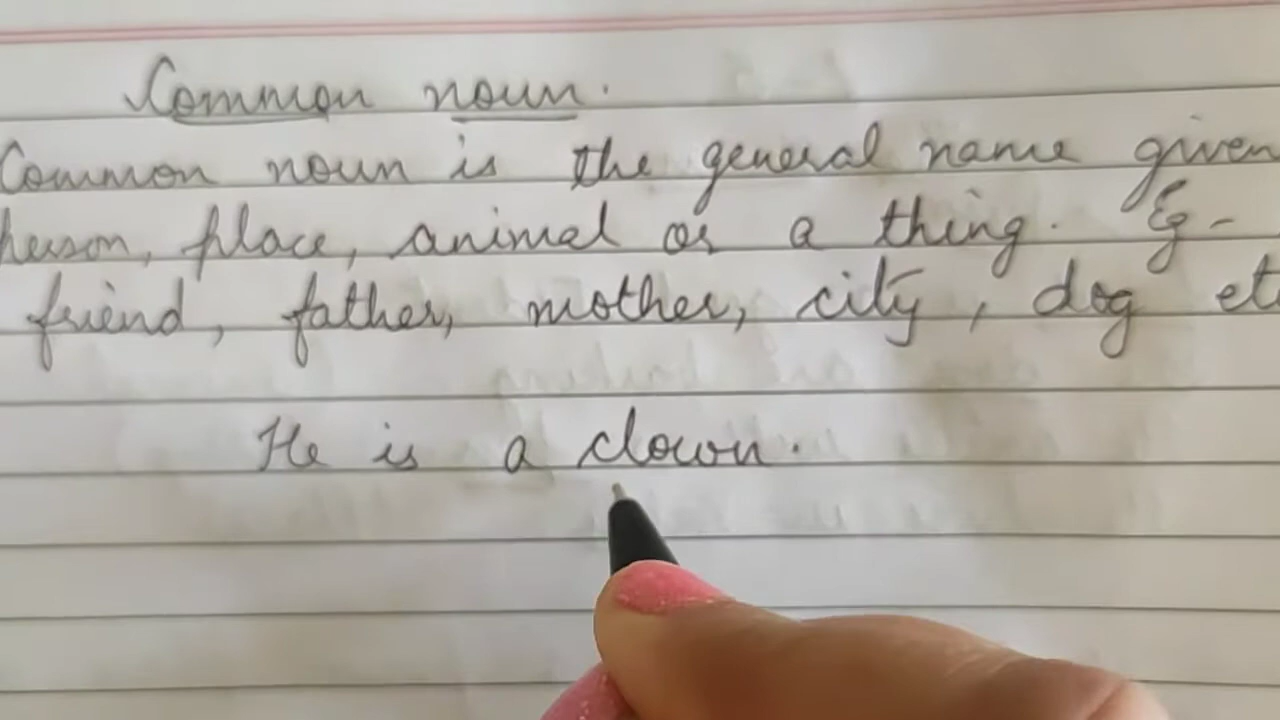 Common noun.
Common noun is the general name given
person, place, animal or a thing. Eg-
friend, father, mother, city, dog et
He is a clown.